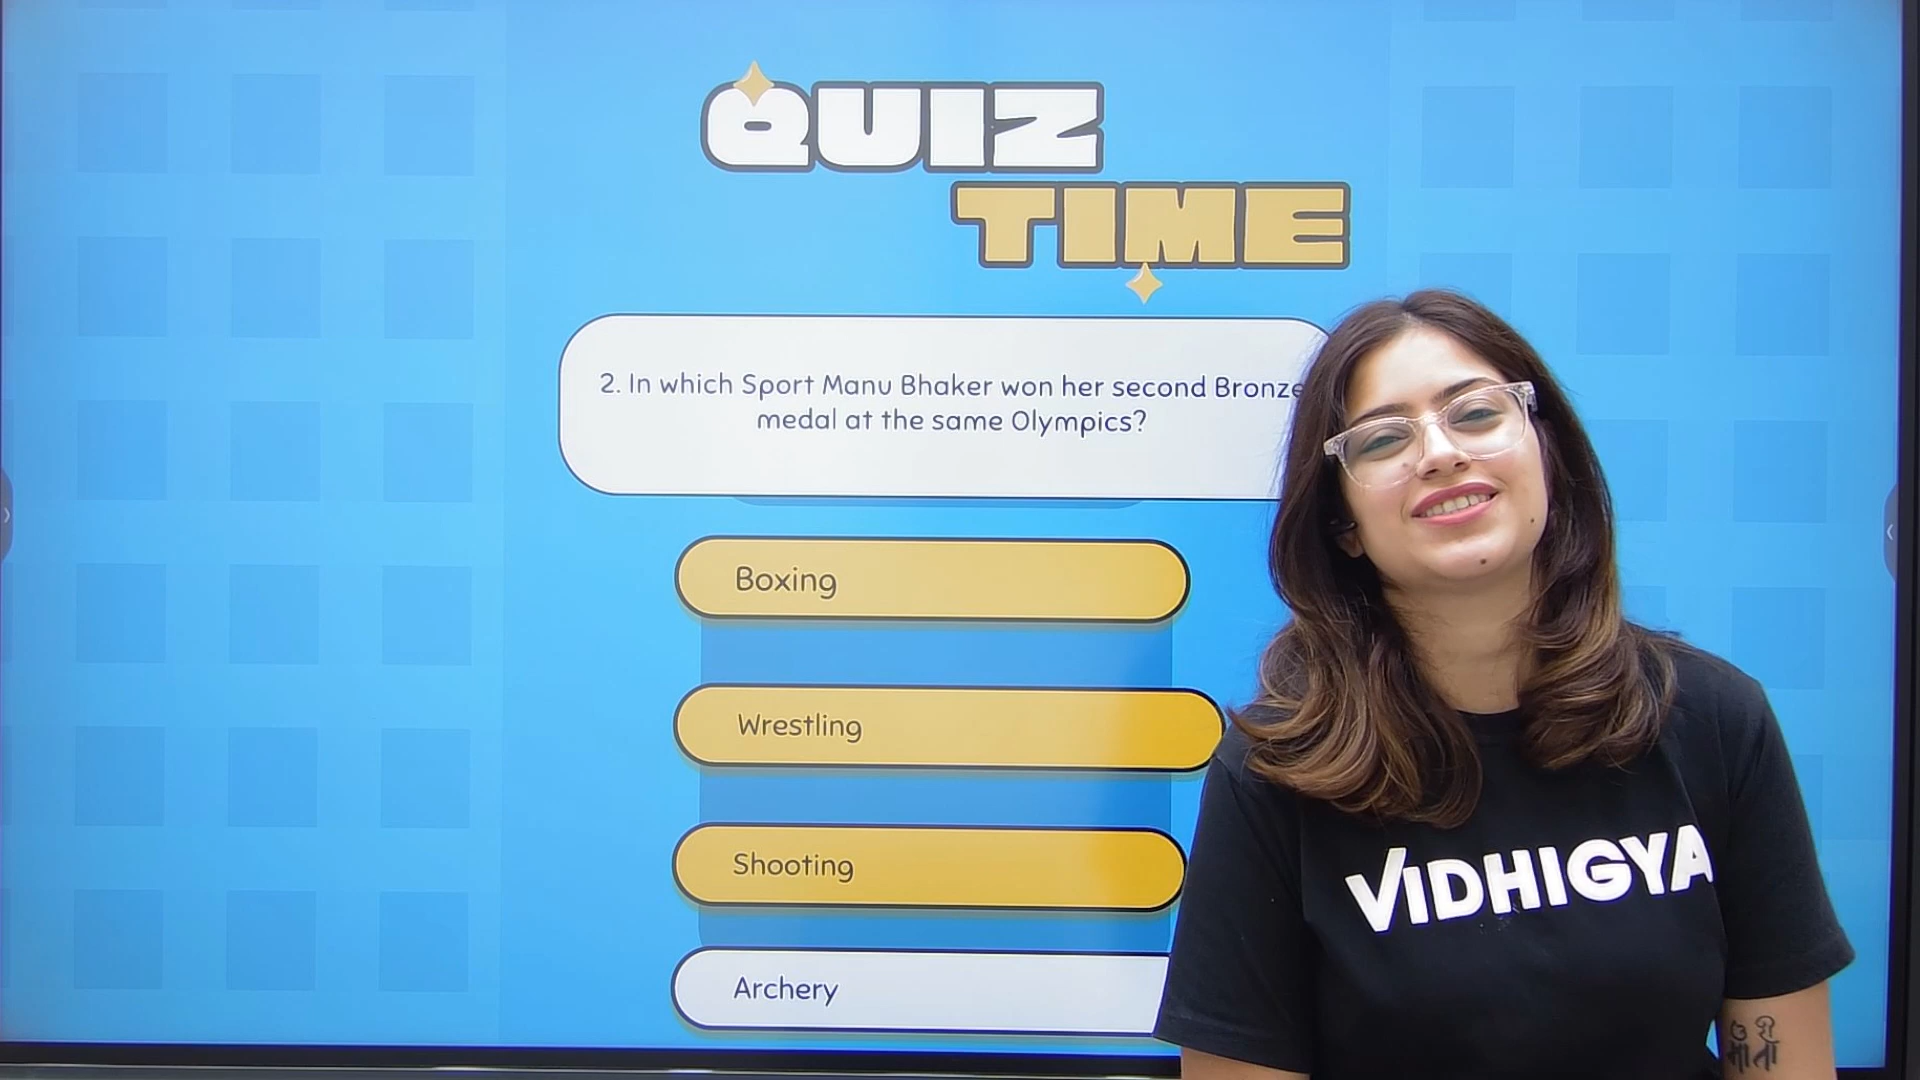 QUIZ
TIME
2. In which Sport Manu Bhaker won her second Bronze
medal at the same Olympics?
Boxing
Wrestling
Shooting
Archery
VIDHIGYA